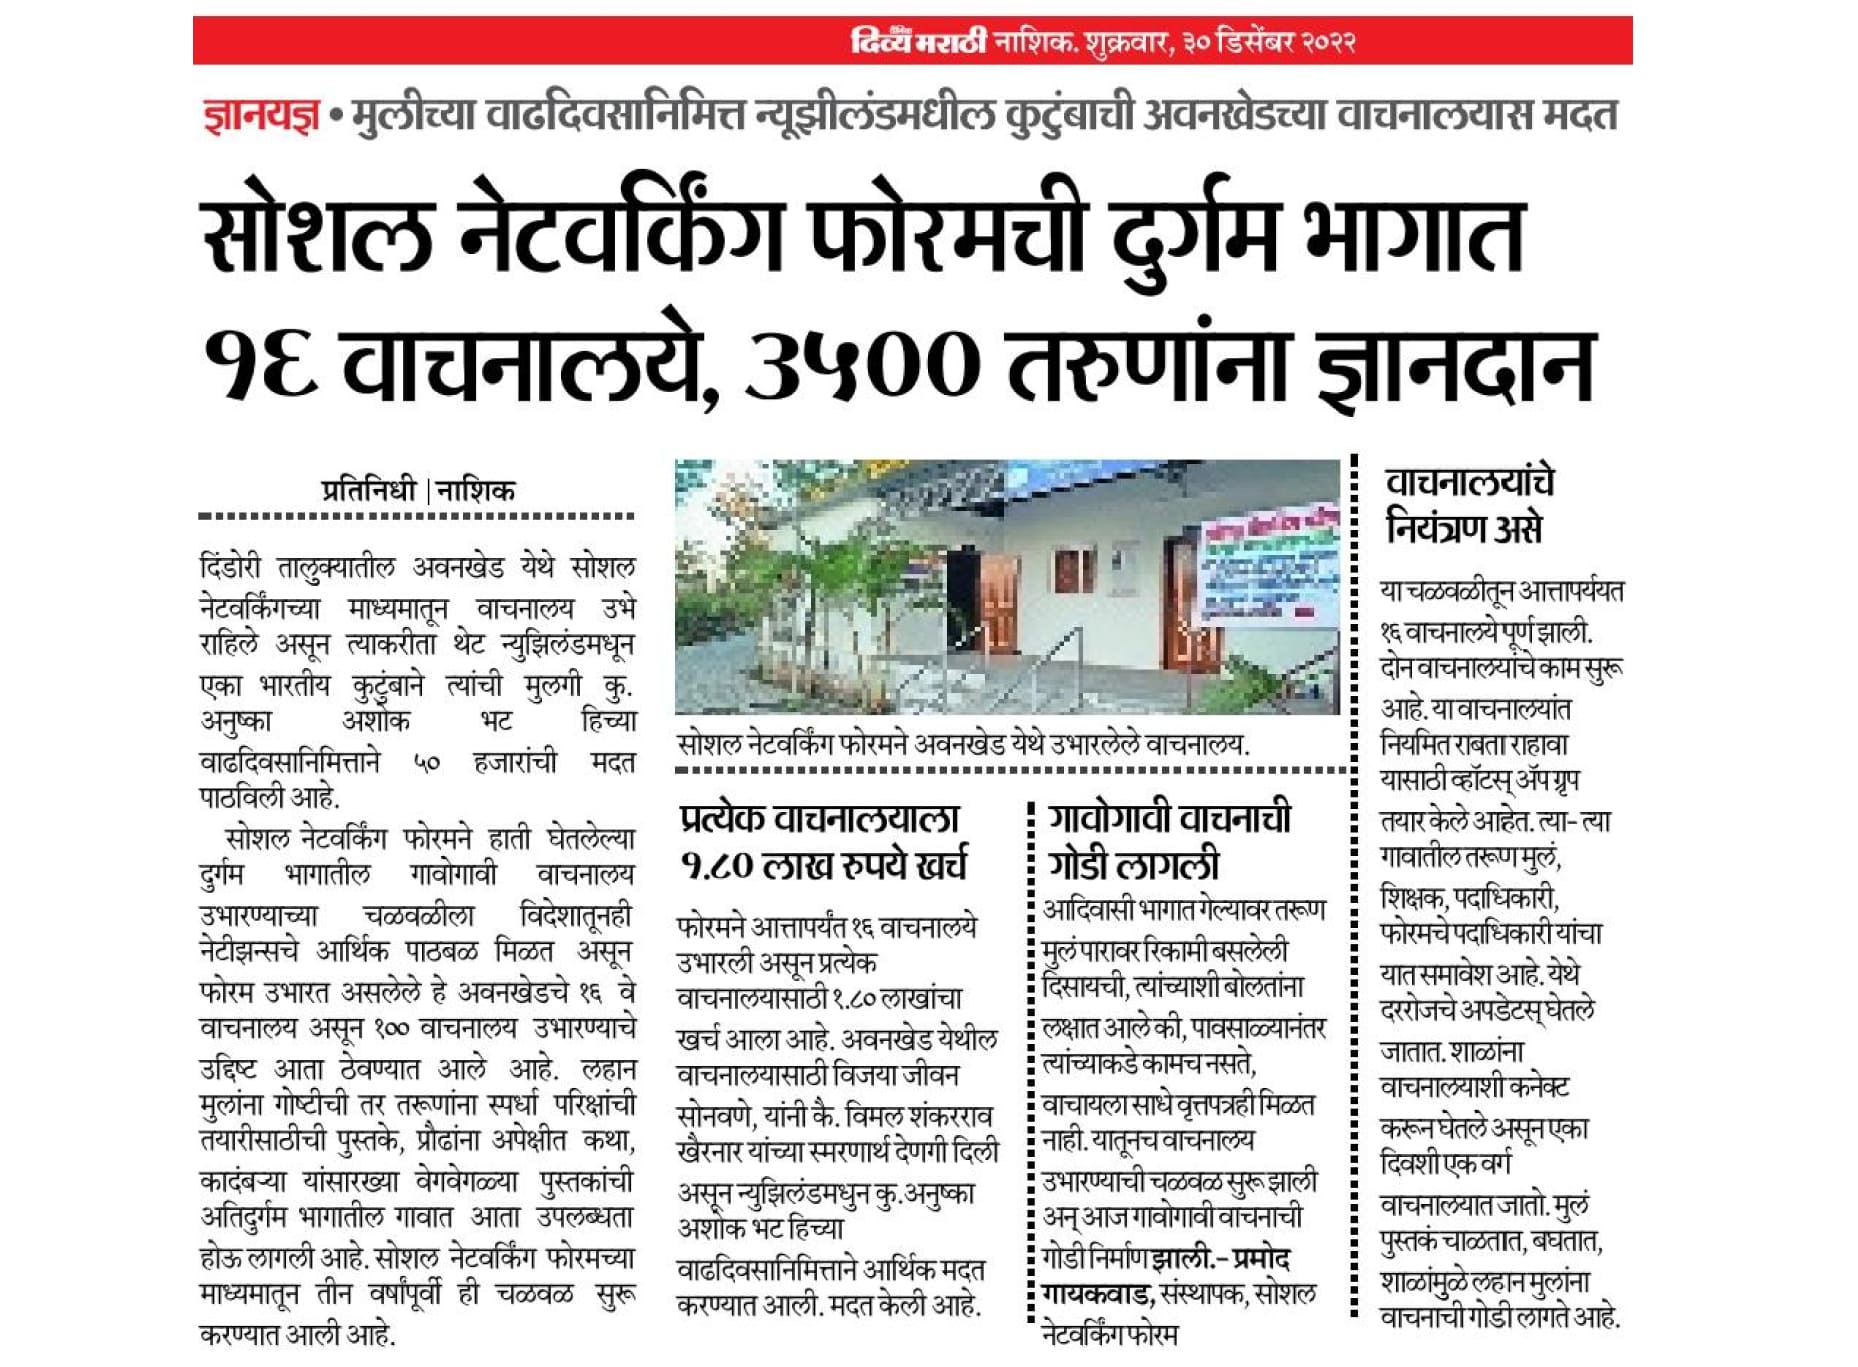 दैनिक दिव्य मराठी नाशिक. शुक्रवार, ३० डिसेंबर २०२२
ज्ञानयज्ञ • मुलीच्या वाढदिवसानिमित्त न्यूझीलंडमधील कुटुंबाची अवनखेडच्या वाचनालयास मदत
सोशल नेटवर्किंग फोरमची दुर्गम भागात
१६ वाचनालये, ३५०० तरुणांना ज्ञानदान
प्रतिनिधी | नाशिक
दिंडोरी तालुक्यातील अवनखेड येथे सोशल
नेटवर्किंगच्या माध्यमातून वाचनालय उभे
राहिले असून त्याकरीता थेट न्युझिलंडमधून
एका भारतीय कुटुंबाने त्यांची मुलगी कु.
अनुष्का अशोक भट हिच्या
वाढदिवसानिमित्ताने ५० हजारांची मदत
पाठविली आहे.
सोशल नेटवर्किंग फोरमने हाती घेतलेल्या
दुर्गम भागातील गावोगावी वाचनालय
उभारण्याच्या चळवळीला विदेशातूनही
नेटीझन्सचे आर्थिक पाठबळ मिळत असून
फोरम उभारत असलेले हे अवनखेडचे १६ वे
वाचनालय असून १०० वाचनालय उभारण्याचे
उद्दिष्ट आता ठेवण्यात आले आहे. लहान
मुलांना गोष्टीची तर तरूणांना स्पर्धा परिक्षांची
तयारीसाठीची पुस्तके, प्रौढांना अपेक्षीत कथा,
कादंबऱ्या यांसारख्या वेगवेगळ्या पुस्तकांची
अतिदुर्गम भागातील गावात आता उपलब्धता
होऊ लागली आहे. सोशल नेटवर्किंग फोरमच्या
माध्यमातून तीन वर्षांपूर्वी ही चळवळ सुरू
करण्यात आली आहे.
सोशल नेटवर्किंग फोरमने अवनखेड येथे उभारलेले वाचनालय.
प्रत्येक वाचनालयाला
१.८० लाख रुपये खर्च
फोरमने आत्तापर्यंत १६ वाचनालये
उभारली असून प्रत्येक
वाचनालयासाठी १.८० लाखांचा
खर्च आला आहे. अवनखेड येथील
वाचनालयासाठी विजया जीवन
सोनवणे, यांनी कै. विमल शंकरराव
खैरनार यांच्या स्मरणार्थ देणगी दिली
असून न्युझिलंडमधुन कु.अनुष्का
अशोक भट हिच्या
वाढदिवसानिमित्ताने आर्थिक मदत
करण्यात आली. मदत केली आहे.
गावोगावी वाचनाची
गोडी लागली
आदिवासी भागात गेल्यावर तरूण
मुलं पारावर रिकामी बसलेली
दिसायची, त्यांच्याशी बोलतांना
लक्षात आले की, पावसाळ्यानंतर
त्यांच्याकडे कामच नसते,
वाचायला साधे वृत्तपत्रही मिळत
नाही. यातूनच वाचनालय
उभारण्याची चळवळ सुरू झाली
अन् आज गावोगावी वाचनाची
गोडी निर्माण झाली.- प्रमोद
गायकवाड, संस्थापक, सोशल
नेटवर्किंग फोरम
वाचनालयांचे
नियंत्रण असे
या चळवळीतून आत्तापर्ययत
१६ वाचनालये पूर्ण झाली.
दोन वाचनालयांचे काम सुरू
आहे. या वाचनालयांत
नियमित राबता राहावा
यासाठी व्हॉटस् ॲप ग्रृप
तयार केले आहेत. त्या- त्या
गावातील तरूण मुलं,
शिक्षक, पदाधिकारी,
फोरमचे पदाधिकारी यांचा
यात समावेश आहे. येथे
दररोजचे अपडेटस् घेतले
जातात. शाळांना
वाचनालयाशी कनेक्ट
करून घेतले असून एका
दिवशी एक वर्ग
वाचनालयात जातो. मुलं
पुस्तकं चाळतात, बघतात,
शाळांमुळे लहान मुलांना
वाचनाची गोडी लागते आहे.